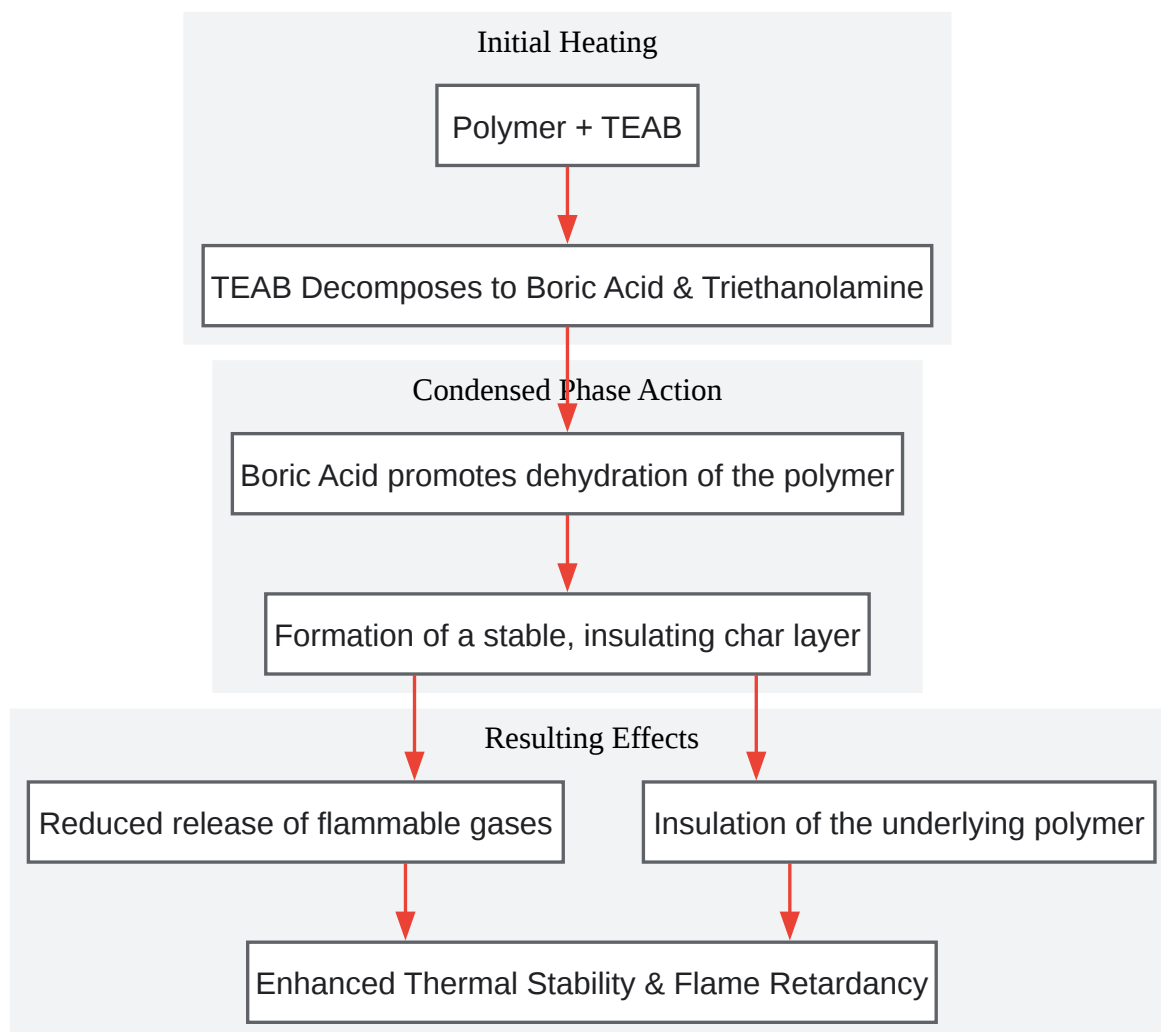 Initial Heating
Polymer + TEAB
TEAB Decomposes to Boric Acid & Triethanolamine
Condensed Phase Action
Boric Acid promotes dehydration of the polymer
Formation of a stable, insulating char layer
Resulting Effects
Reduced release of flammable gases
Insulation of the underlying polymer
Enhanced Thermal Stability & Flame Retardancy